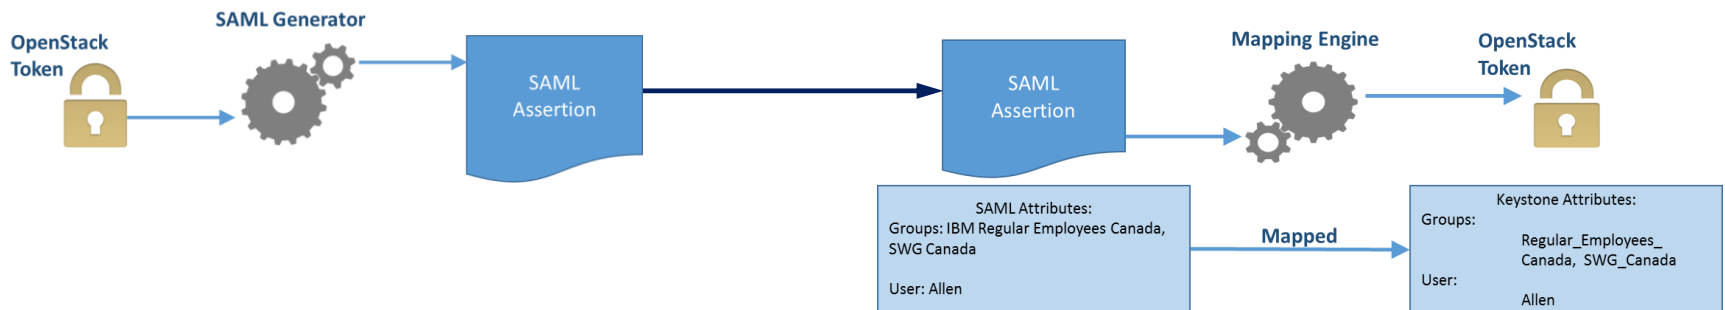 OpenStack
Token
SAML Generator
SAML
Assertion
SAML
Assertion
Mapping Engine
OpenStack
Token
SAML Attributes:
Groups: IBM Regular Employees Canada,
SWG Canada
User: Allen
Mapped
Keystone Attributes:
Groups:
Regular_Employees_
Canada, SWG_Canada
User:
Allen